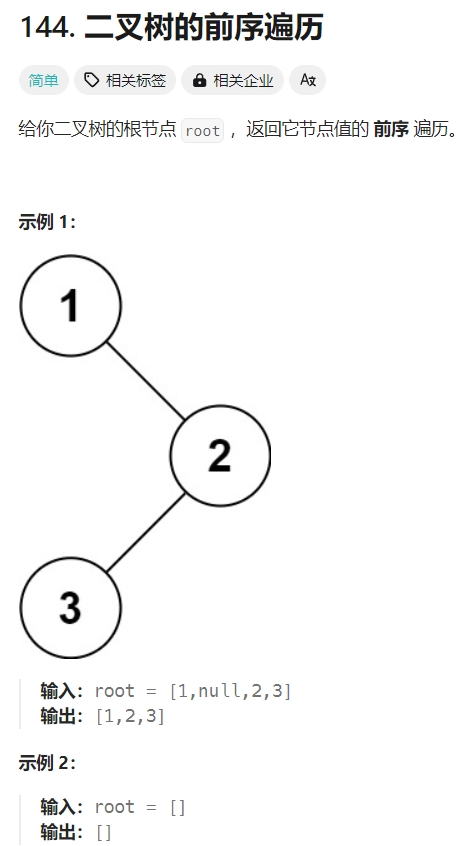 144. 二叉树的前序遍历
简单 相关标签 相关企业 Aぇ
给你二叉树的根节点 root ，返回它节点值的 前序 遍历。
示例 1：
1
2
3
输入：root = [1,null,2,3]
输出：[1,2,3]
示例 2：
输入：root = []
输出：[]